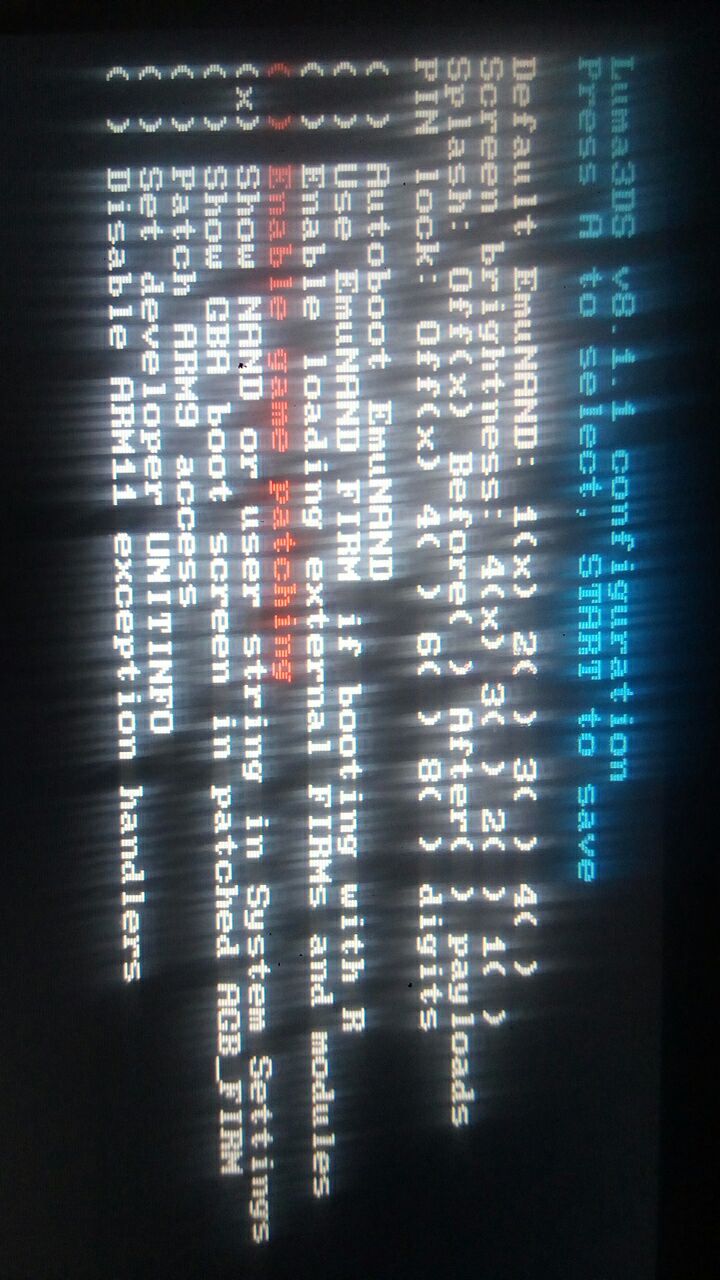 Luma3DS v8.1.1 configuration
Press A to select, START to save
Default EmuNAND: 1(x) 2( ) 3( ) 4( )
Screen brightness: 4(x) 3( ) 2( ) 1( )
Splash: Off(x) Before( ) After( ) payloads
PIN lock: Off(x) 4( ) 6( ) 8( ) digits
( ) Autoboot EmuNAND
( ) Use EmuNAND FIRM if booting with R
( ) Enable loading external FIRMs and modules
( ) Enable game patching
(x) Show NAND or user string in System Settings
( ) Show GBA boot screen in patched AGB_FIRM
( ) Patch ARM9 access
( ) Set developer UNITINFO
( ) Disable ARM11 exception handlers